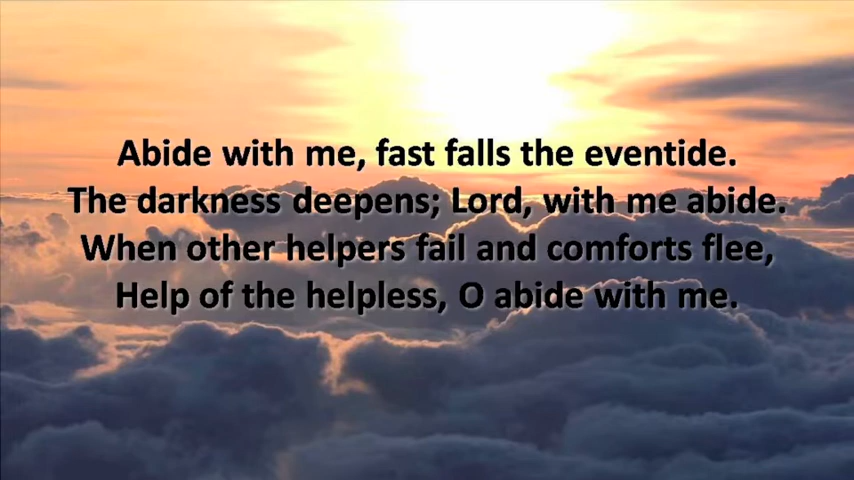 Abide with me, fast falls the eventide.
The darkness deepens; Lord, with me abide.
When other helpers fail and comforts flee,
Help of the helpless, O abide with me.